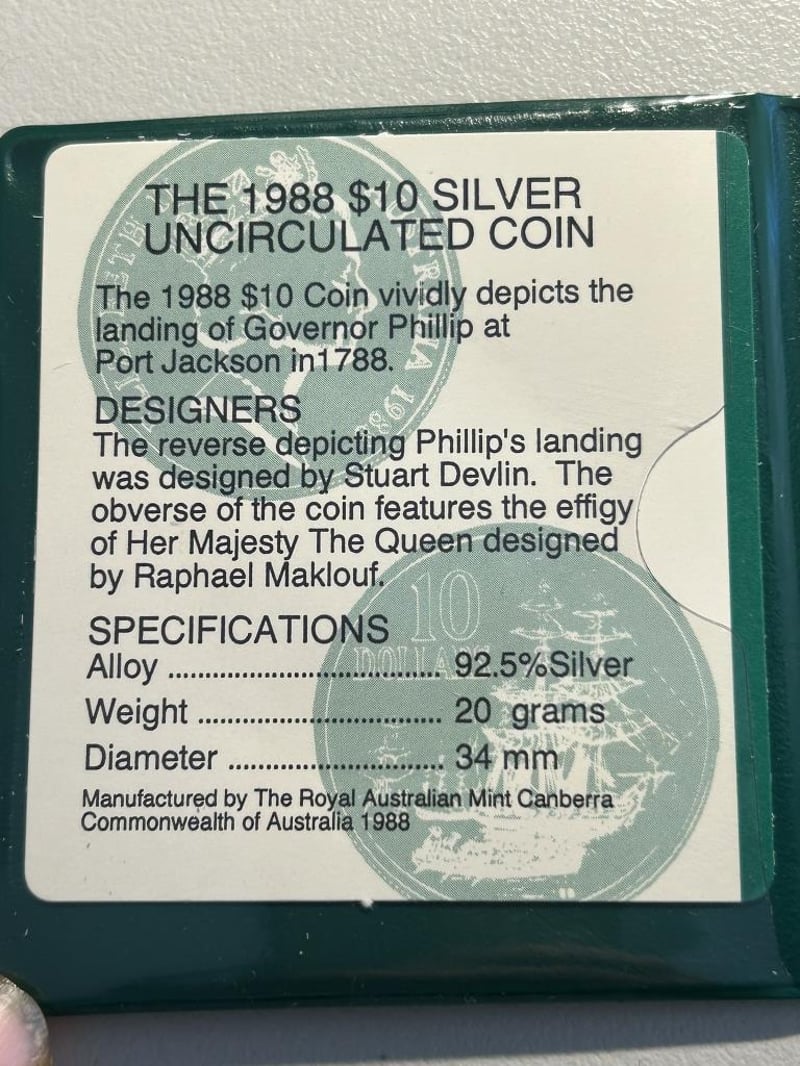 THE 1988 $10 SILVER
UNCIRCULATED COIN
The 1988 $10 Coin vividly depicts the
landing of Governor Phillip at
Port Jackson in1788.
DESIGNERS
The reverse depicting Phillip's landing
was designed by Stuart Devlin. The
obverse of the coin features the effigy
of Her Majesty The Queen designed
by Raphael Maklouf.
10
DOLLARS
SPECIFICATIONS
Alloy ................................. 92.5%Silver
Weight .............................. 20 grams
Diameter .......................... 34 mm
Manufactured by The Royal Australian Mint Canberra
Commonwealth of Australia 1988